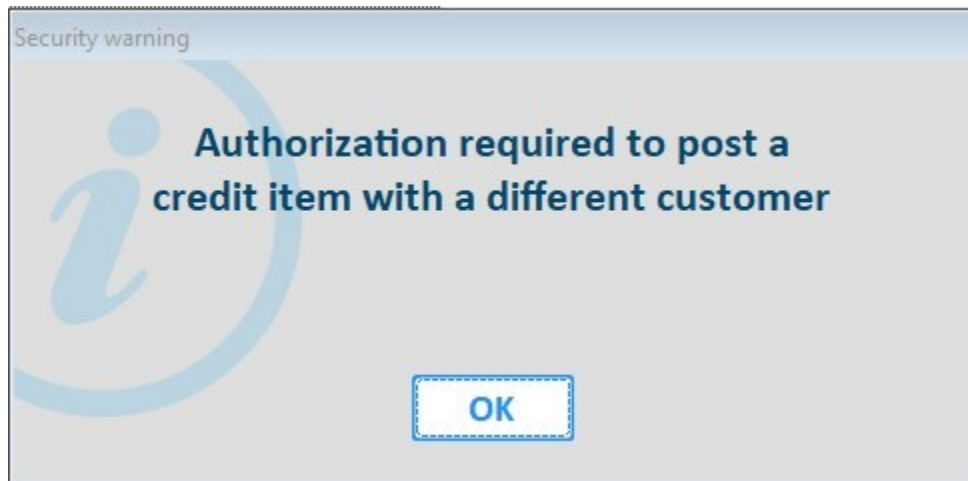 Security warning
Authorization required to post a
credit item with a different customer
OK